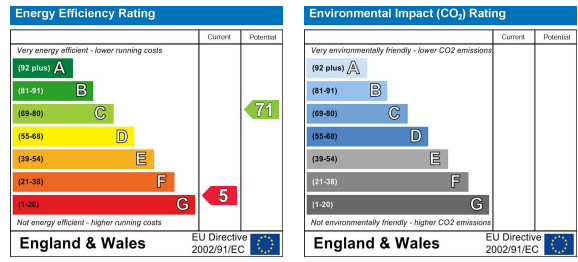 Energy Efficiency Rating
Current Potential
Very energy efficient - lower running costs
(92 plus) A
(81-91) B
(69-80) C
(55-68) D
(39-54) E
(21-38) F
(1-20) G
71
5
Not energy efficient - higher running costs
England & Wales
EU Directive
2002/91/EC
Environmental Impact (CO₂) Rating
Current Potential
Very environmentally friendly - lower CO2 emissions
(92 plus) A
(81-91) B
(69-80) C
(55-68) D
(39-54) E
(21-38) F
(1-20) G
Not environmentally friendly - higher CO2 emissions
England & Wales
EU Directive
2002/91/EC